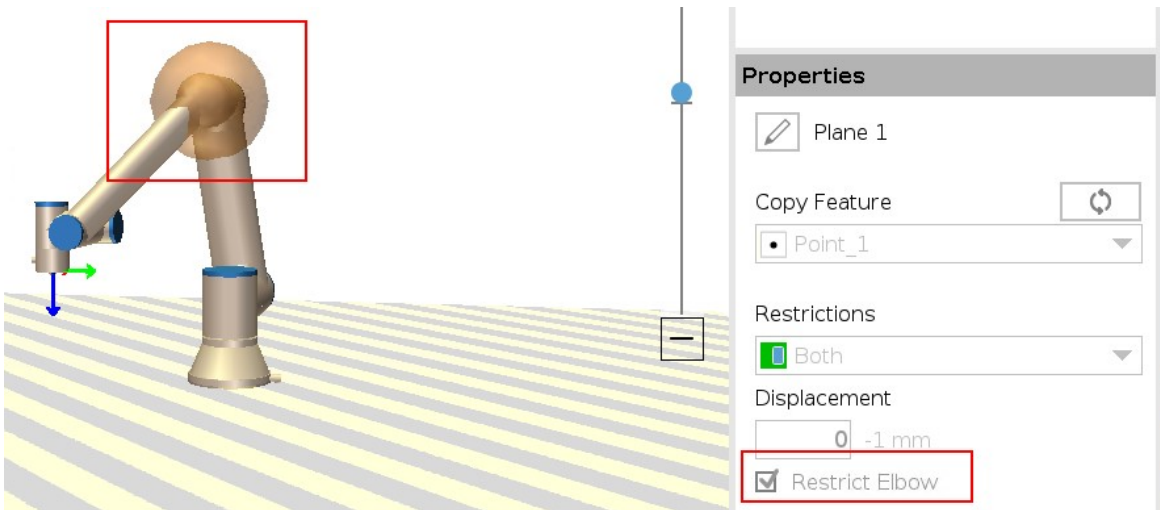 Properties
Plane 1
Copy Feature
Point_1
Restrictions
Both
Displacement
0 -1 mm
Restrict Elbow